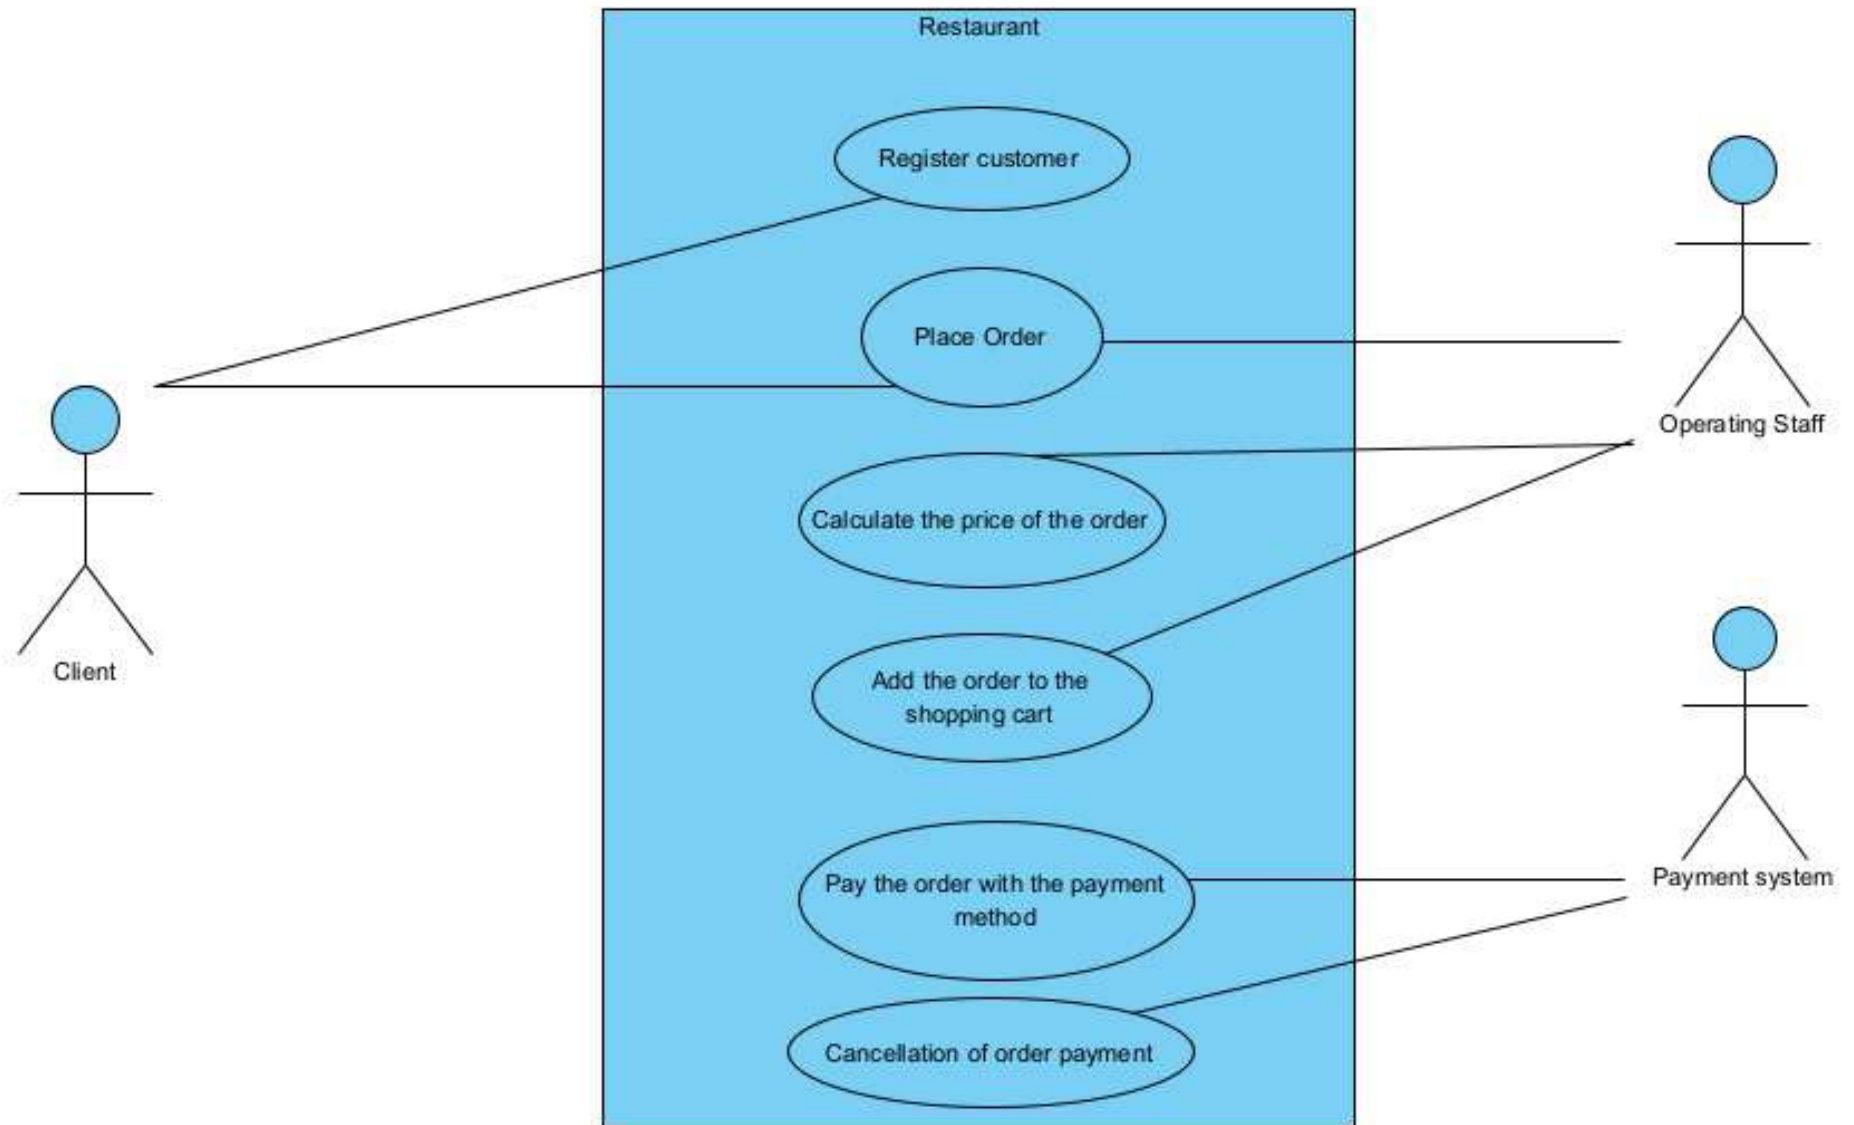 Restaurant
Register customer
Place Order
Operating Staff
Calculate the price of the order
Client
Add the order to the
shopping cart
Pay the order with the payment
method
Payment system
Cancellation of order payment